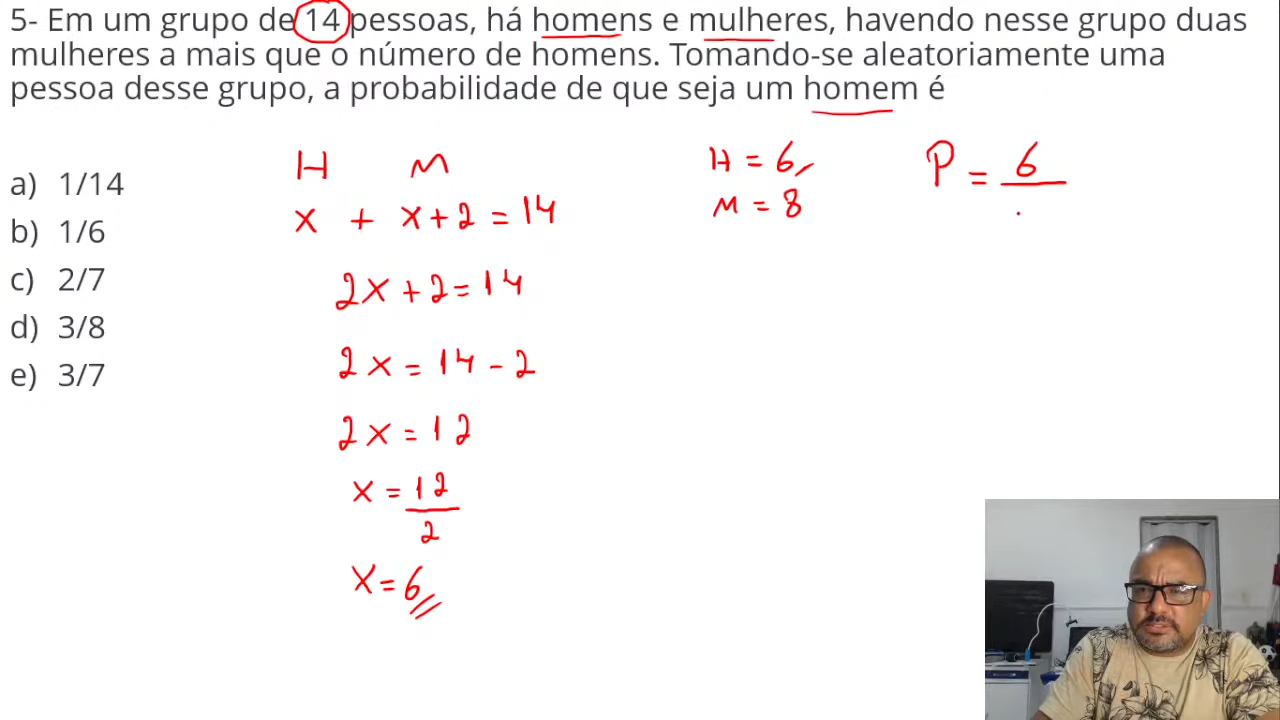 5- Em um grupo de 14 pessoas, há homens e mulheres, havendo nesse grupo duas
mulheres a mais que o número de homens. Tomando-se aleatoriamente uma
pessoa desse grupo, a probabilidade de que seja um homem é
a) 1/14
b) 1/6
c) 2/7
d) 3/8
e) 3/7
H M
x + x+2 = 14
2x+2=14
2x = 14 - 2
2x = 12
x = 12/2
x = 6
H = 6
M = 8
P = 6/